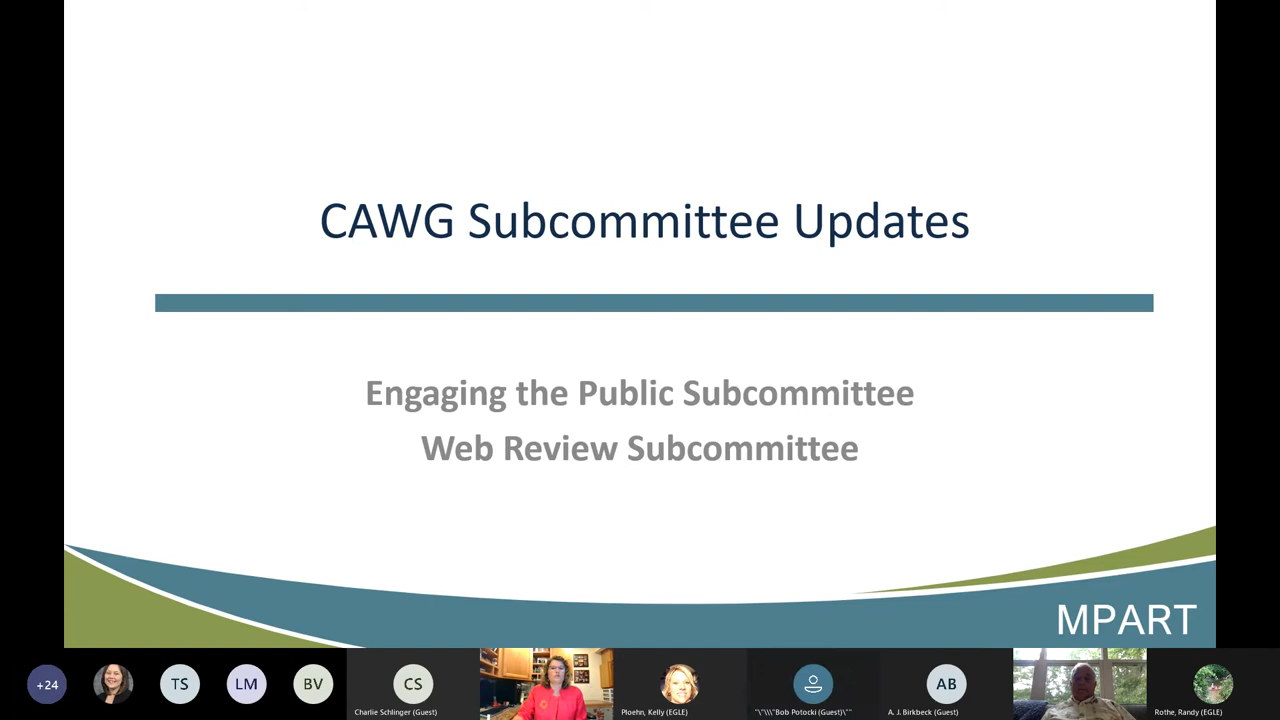 CAWG Subcommittee Updates
Engaging the Public Subcommittee
Web Review Subcommittee
MPART
+24
TS
LM
BV
CS
Charlie Schlinger (Guest)
Ploehn, Kelly (EGLE)
"\"\\\"Bob Potocki (Guest)\""
AB
A. J. Birkbeck (Guest)
Rothe, Randy (EGLE)